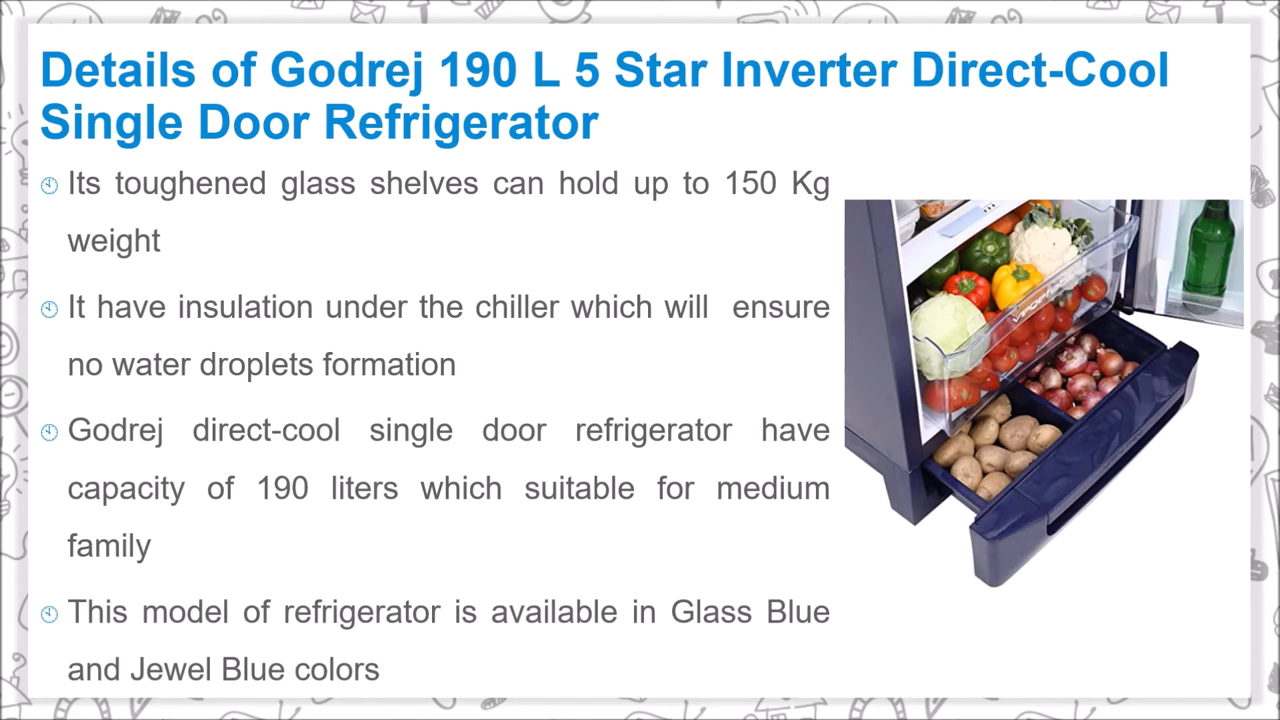 Details of Godrej 190 L 5 Star Inverter Direct-Cool
Single Door Refrigerator
Its toughened glass shelves can hold up to 150 Kg
weight
It have insulation under the chiller which will ensure
no water droplets formation
Godrej direct-cool single door refrigerator have
capacity of 190 liters which suitable for medium
family
This model of refrigerator is available in Glass Blue
and Jewel Blue colors